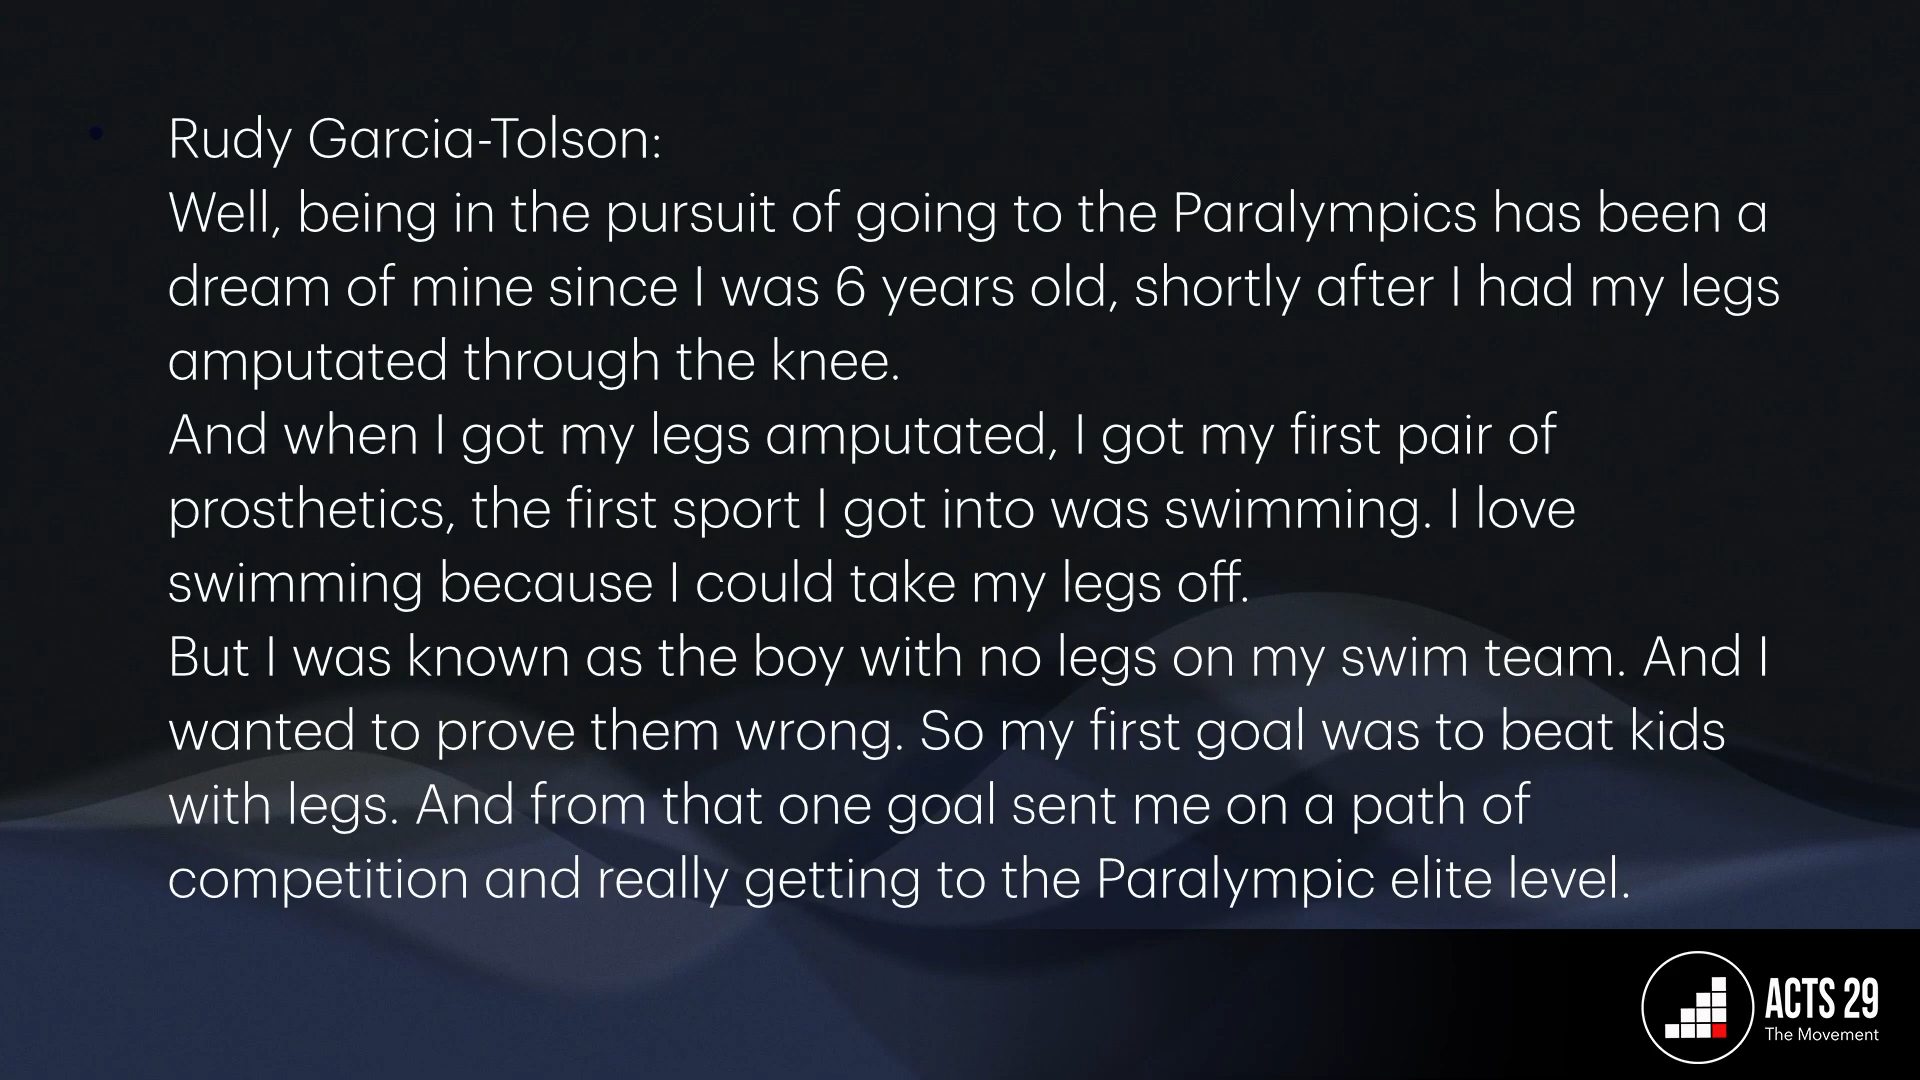 Rudy Garcia-Tolson:
Well, being in the pursuit of going to the Paralympics has been a
dream of mine since I was 6 years old, shortly after I had my legs
amputated through the knee.
And when I got my legs amputated, I got my first pair of
prosthetics, the first sport I got into was swimming. I love
swimming because I could take my legs off.
But I was known as the boy with no legs on my swim team. And I
wanted to prove them wrong. So my first goal was to beat kids
with legs. And from that one goal sent me on a path of
competition and really getting to the Paralympic elite level.
ACTS 29
The Movement